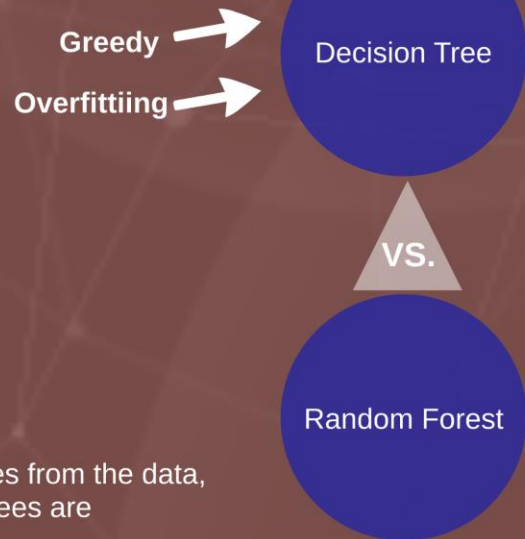 Greedy
Decision Tree
Overfittiing
VS.
Random Forest
es from the data,
ees are